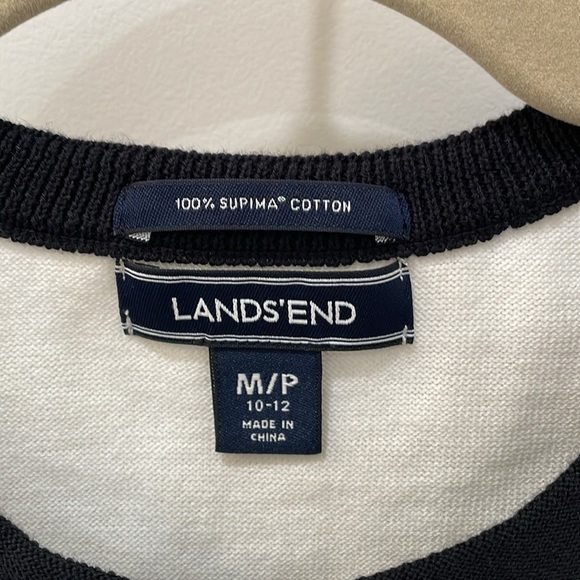 100% SUPIMA® COTTON
LANDS'END
M/P
10-12
MADE IN
CHINA